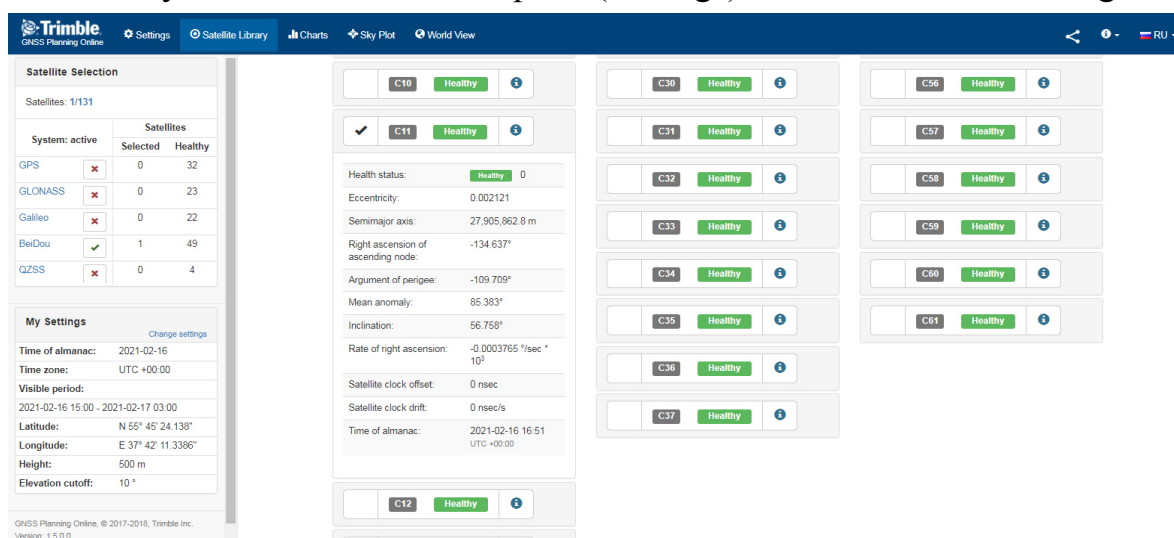 Trimble.
GNSS Planning Online
Settings
Satellite Library
Charts
Sky Plot
World View
RU
Satellite Selection
Satellites: 1/131
System: active
Satellites
Selected Healthy
GPS 0 32
GLONASS 0 23
Galileo 0 22
BeiDou 1 49
QZSS 0 4
My Settings
Change settings
Time of almanac: 2021-02-16
Time zone: UTC +00:00
Visible period:
2021-02-16 15:00 - 2021-02-17 03:00
Latitude: N 55° 45' 24.138"
Longitude: E 37° 42' 11.3386"
Height: 500 m
Elevation cutoff: 10 °
GNSS Planning Online, © 2017-2018, Trimble Inc.
Version: 1.5.0.0
C10 Healthy
C11 Healthy
Health status: Healthy 0
Eccentricity: 0.002121
Semimajor axis: 27,905,862.8 m
Right ascension of -134.637°
ascending node:
Argument of perigee: -109.709°
Mean anomaly: 85.383°
Inclination: 56.758°
Rate of right ascension: -0.0003765 °/sec *
10³
Satellite clock offset: 0 nsec
Satellite clock drift: 0 nsec/s
Time of almanac: 2021-02-16 16:51
UTC +00:00
C12 Healthy
C30 Healthy
C31 Healthy
C32 Healthy
C33 Healthy
C34 Healthy
C35 Healthy
C36 Healthy
C37 Healthy
C56 Healthy
C57 Healthy
C58 Healthy
C59 Healthy
C60 Healthy
C61 Healthy